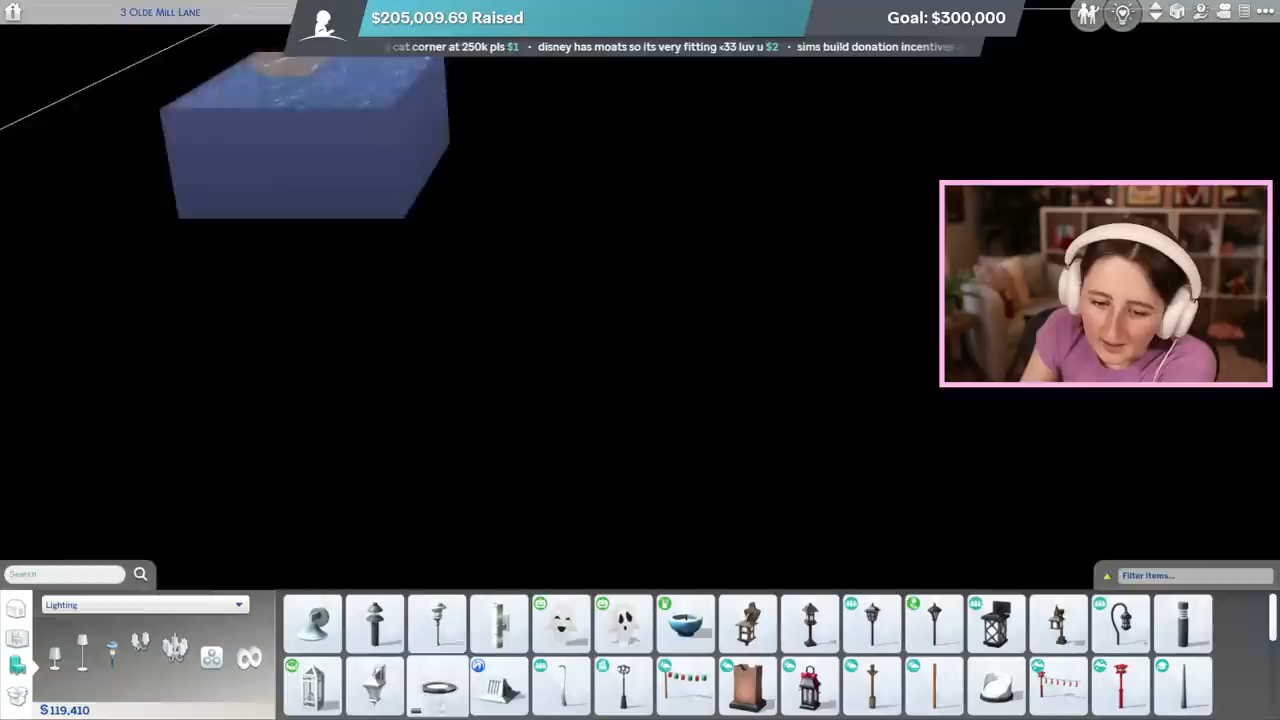 3 Olde Mill Lane
$205,009.69 Raised
Goal: $300,000
cat corner at 250k pls $1 · disney has moats so its very fitting <33 luv u $2 · sims build donation incentives
Search
Filter Items...
Lighting
$119,410